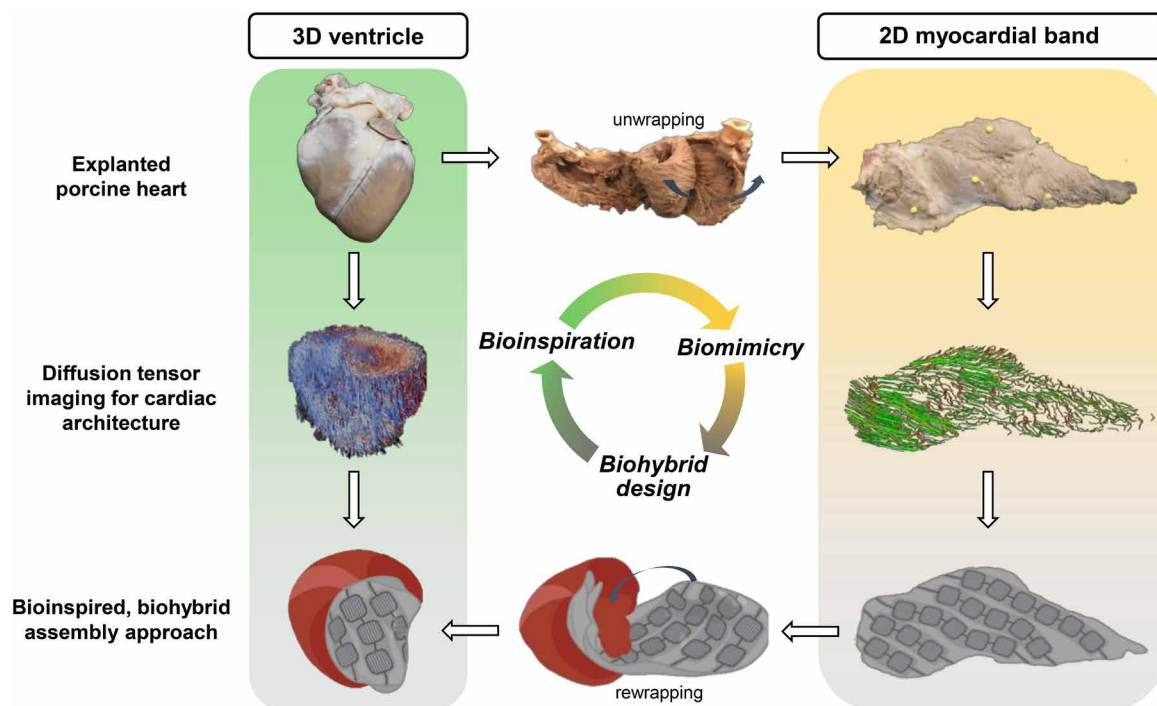 3D ventricle
2D myocardial band
Explanted
porcine heart
unwrapping
Bioinspiration
Biomimicry
Biohybrid
design
Diffusion tensor
imaging for cardiac
architecture
Bioinspired, biohybrid
assembly approach
rewrapping